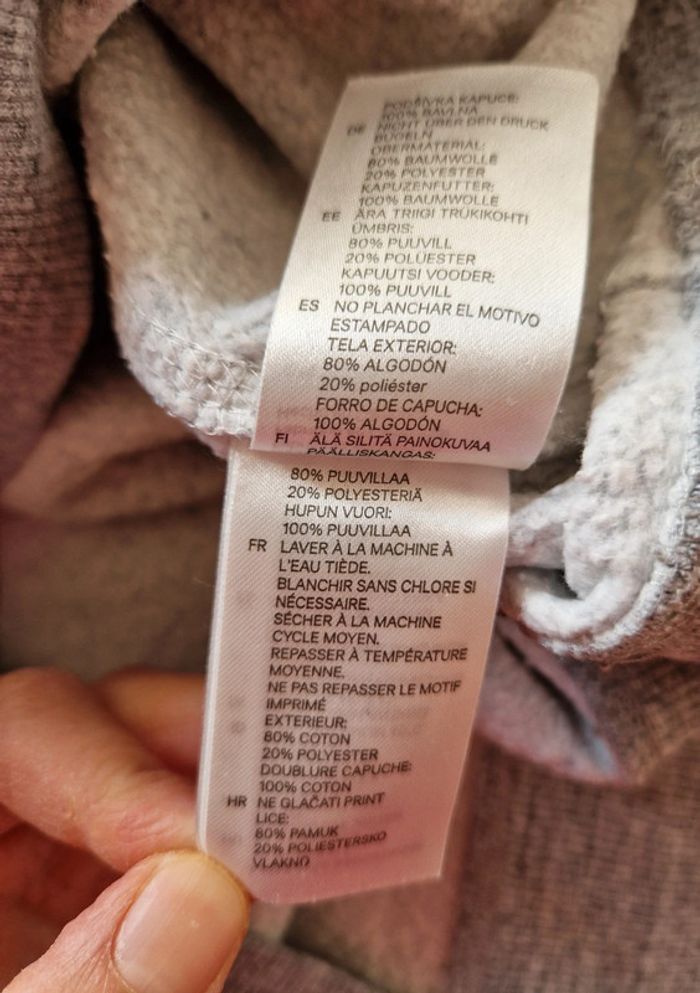 PODŠÍVKA KAPUCE:
100% BAVLNA
DE NICHT ÜBER DEN DRUCK
BÜGELN
OBERMATERIAL:
80% BAUMWOLLE
20% POLYESTER
KAPUZENFUTTER:
100% BAUMWOLLE
EE ÄRA TRIIGI TRÜKIKOHTI
ÜMBRIS:
80% PUUVILL
20% POLÜESTER
KAPUUTSI VOODER:
100% PUUVILL
ES NO PLANCHAR EL MOTIVO
ESTAMPADO
TELA EXTERIOR:
80% ALGODÓN
20% poliéster
FORRO DE CAPUCHA:
100% ALGODÓN
FI ÄLÄ SILITÄ PAINOKUVAA
PÄÄLLISKANGAS:
80% PUUVILLAA
20% POLYESTERIÄ
HUPUN VUORI:
100% PUUVILLAA
FR LAVER À LA MACHINE À
L'EAU TIÈDE.
BLANCHIR SANS CHLORE SI
NÉCESSAIRE.
SÉCHER À LA MACHINE
CYCLE MOYEN.
REPASSER À TEMPÉRATURE
MOYENNE.
NE PAS REPASSER LE MOTIF
IMPRIMÉ
EXTERIEUR:
80% COTON
20% POLYESTER
DOUBLURE CAPUCHE:
100% COTON
HR NE GLAČATI PRINT
LICE:
80% PAMUK
20% POLIESTERSKO
VLAKNO